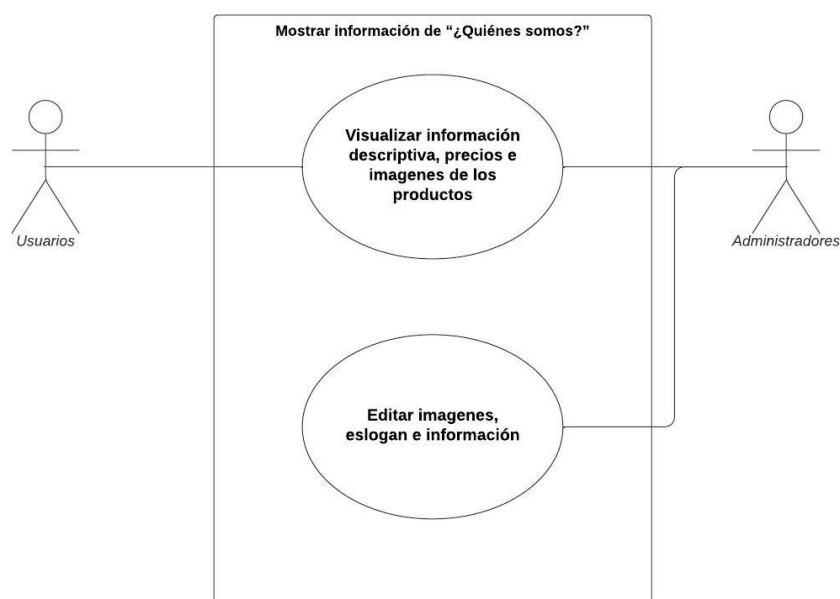 Mostrar información de “¿Quiénes somos?”
Visualizar información
descriptiva, precios e
imagenes de los
productos
Usuarios
Administradores
Editar imagenes,
eslogan e información